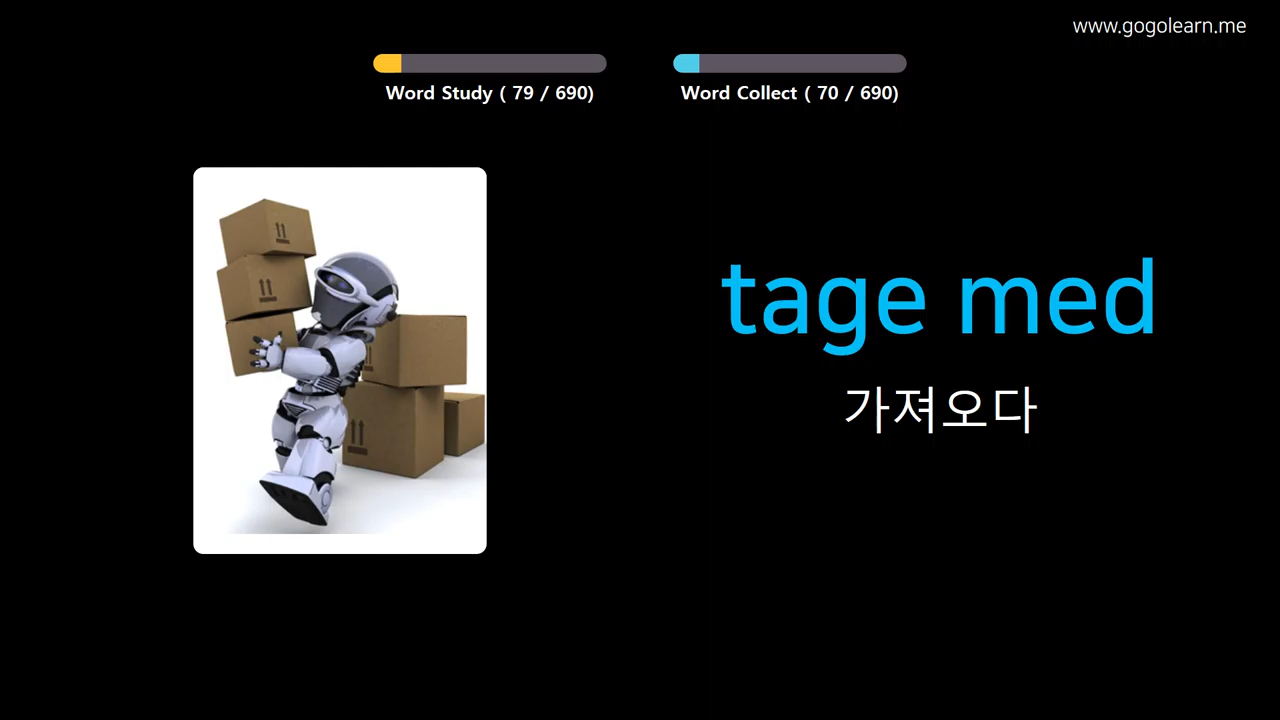 www.gogolearn.me
Word Study ( 79 / 690)
Word Collect ( 70 / 690)
tage med
가져오다